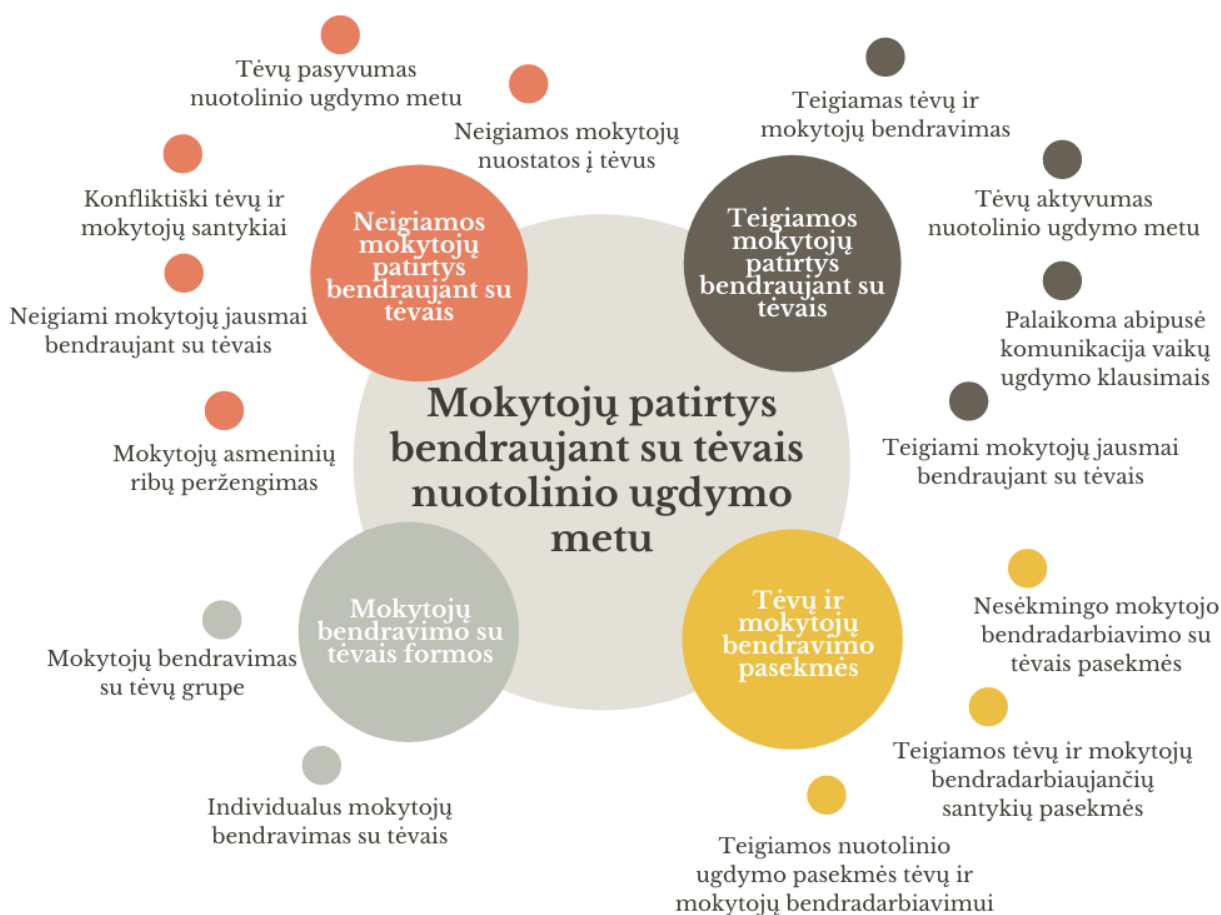 Tėvų pasyvumas
nuotolinio ugdymo metu
Neigiamos mokytojų
nuostatos į tėvus
Konfliktiški tėvų ir
mokytojų santykiai
Neigiami mokytojų jausmai
bendraujant su tėvais
Mokytojų asmeninių
ribų peržengimas
Neigiamos
mokytojų
patirtys
bendraujant su
tėvais
Teigiamas tėvų ir
mokytojų bendravimas
Tėvų aktyvumas
nuotolinio ugdymo metu
Palaikoma abipusė
komunikacija vaikų
ugdymo klausimais
Teigiami mokytojų jausmai
bendraujant su tėvais
Teigiamos
mokytojų
patirtys
bendraujant su
tėvais
Mokytojų patirtys
bendraujant su tėvais
nuotolinio ugdymo
metu
Mokytojų
bendravimo su
tėvais formos
Mokytojų bendravimas
su tėvų grupe
Individualus mokytojų
bendravimas su tėvais
Tėvų ir
mokytojų
bendravimo
pasekmės
Nesėkmingo mokytojo
bendradarbiavimo su
tėvais pasekmės
Teigiamos tėvų ir mokytojų
bendradarbiaujančių
santykių pasekmės
Teigiamos nuotolinio
ugdymo pasekmės tėvų ir
mokytojų bendradarbiavimui